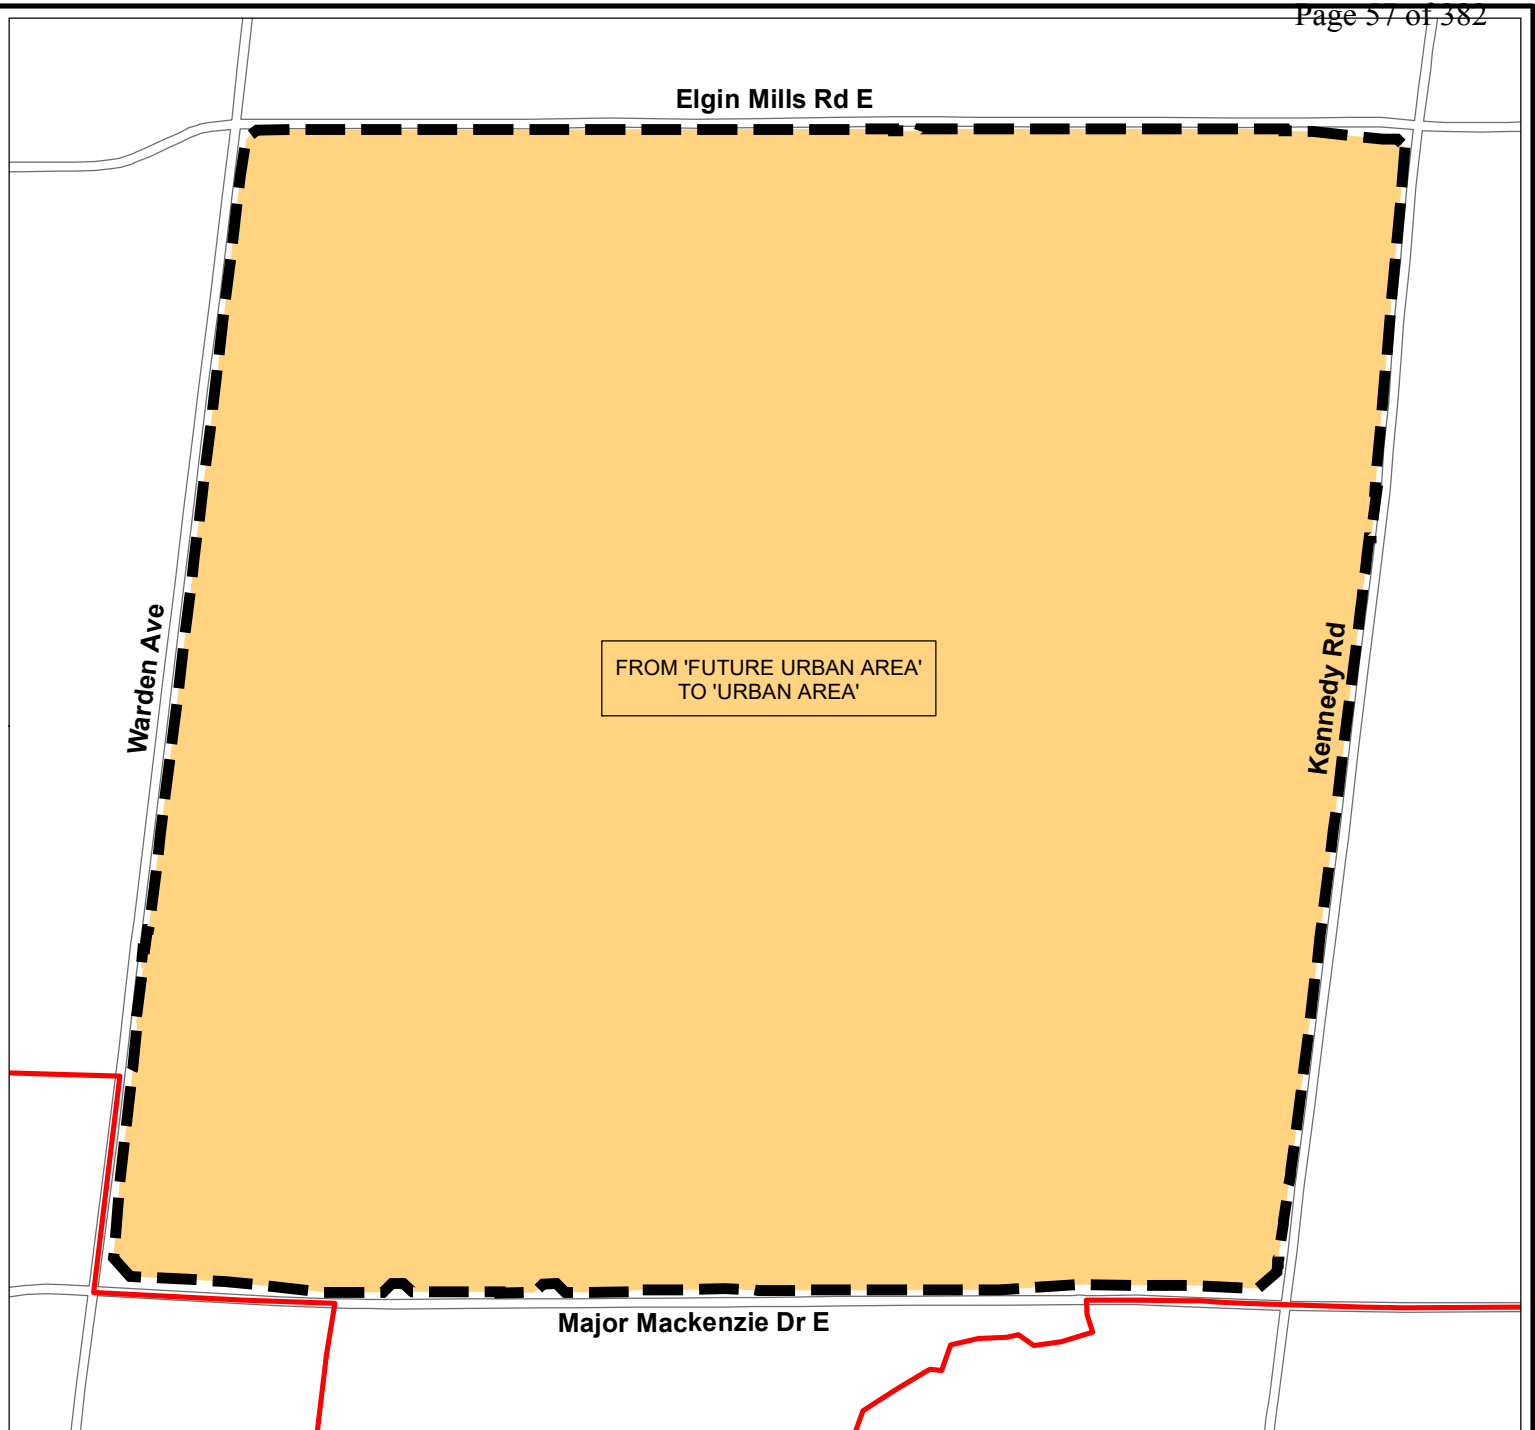 Page 57 of 382
Elgin Mills Rd E
Warden Ave
FROM 'FUTURE URBAN AREA'
TO 'URBAN AREA'
Kennedy Rd
Major Mackenzie Dr E